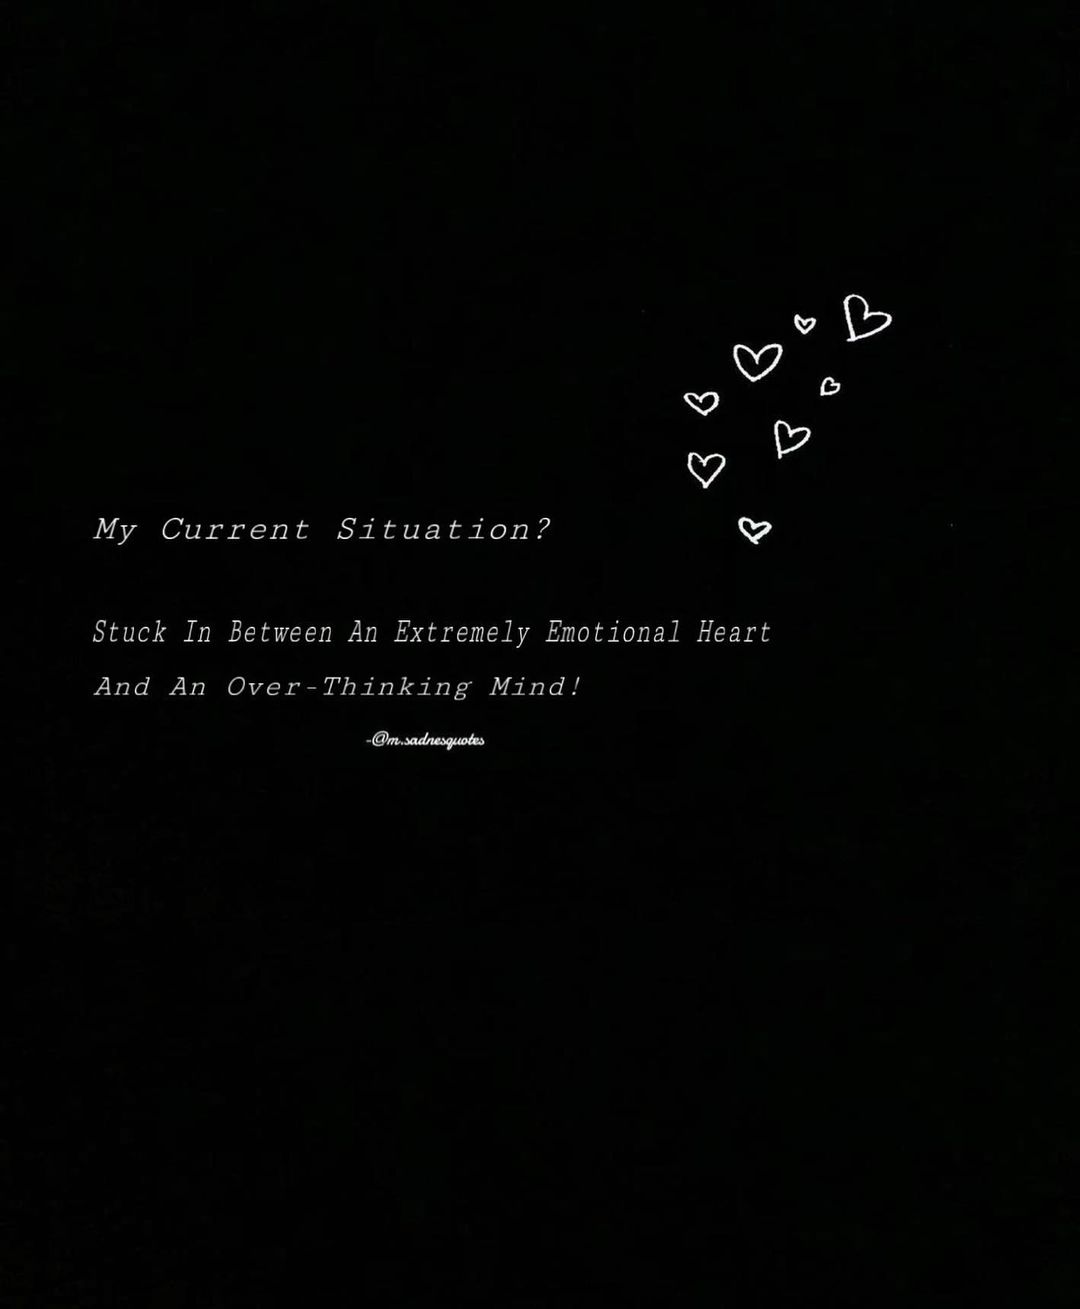 My Current Situation?
Stuck In Between An Extremely Emotional Heart
And An Over-Thinking Mind!
-@m.sadnesquotes